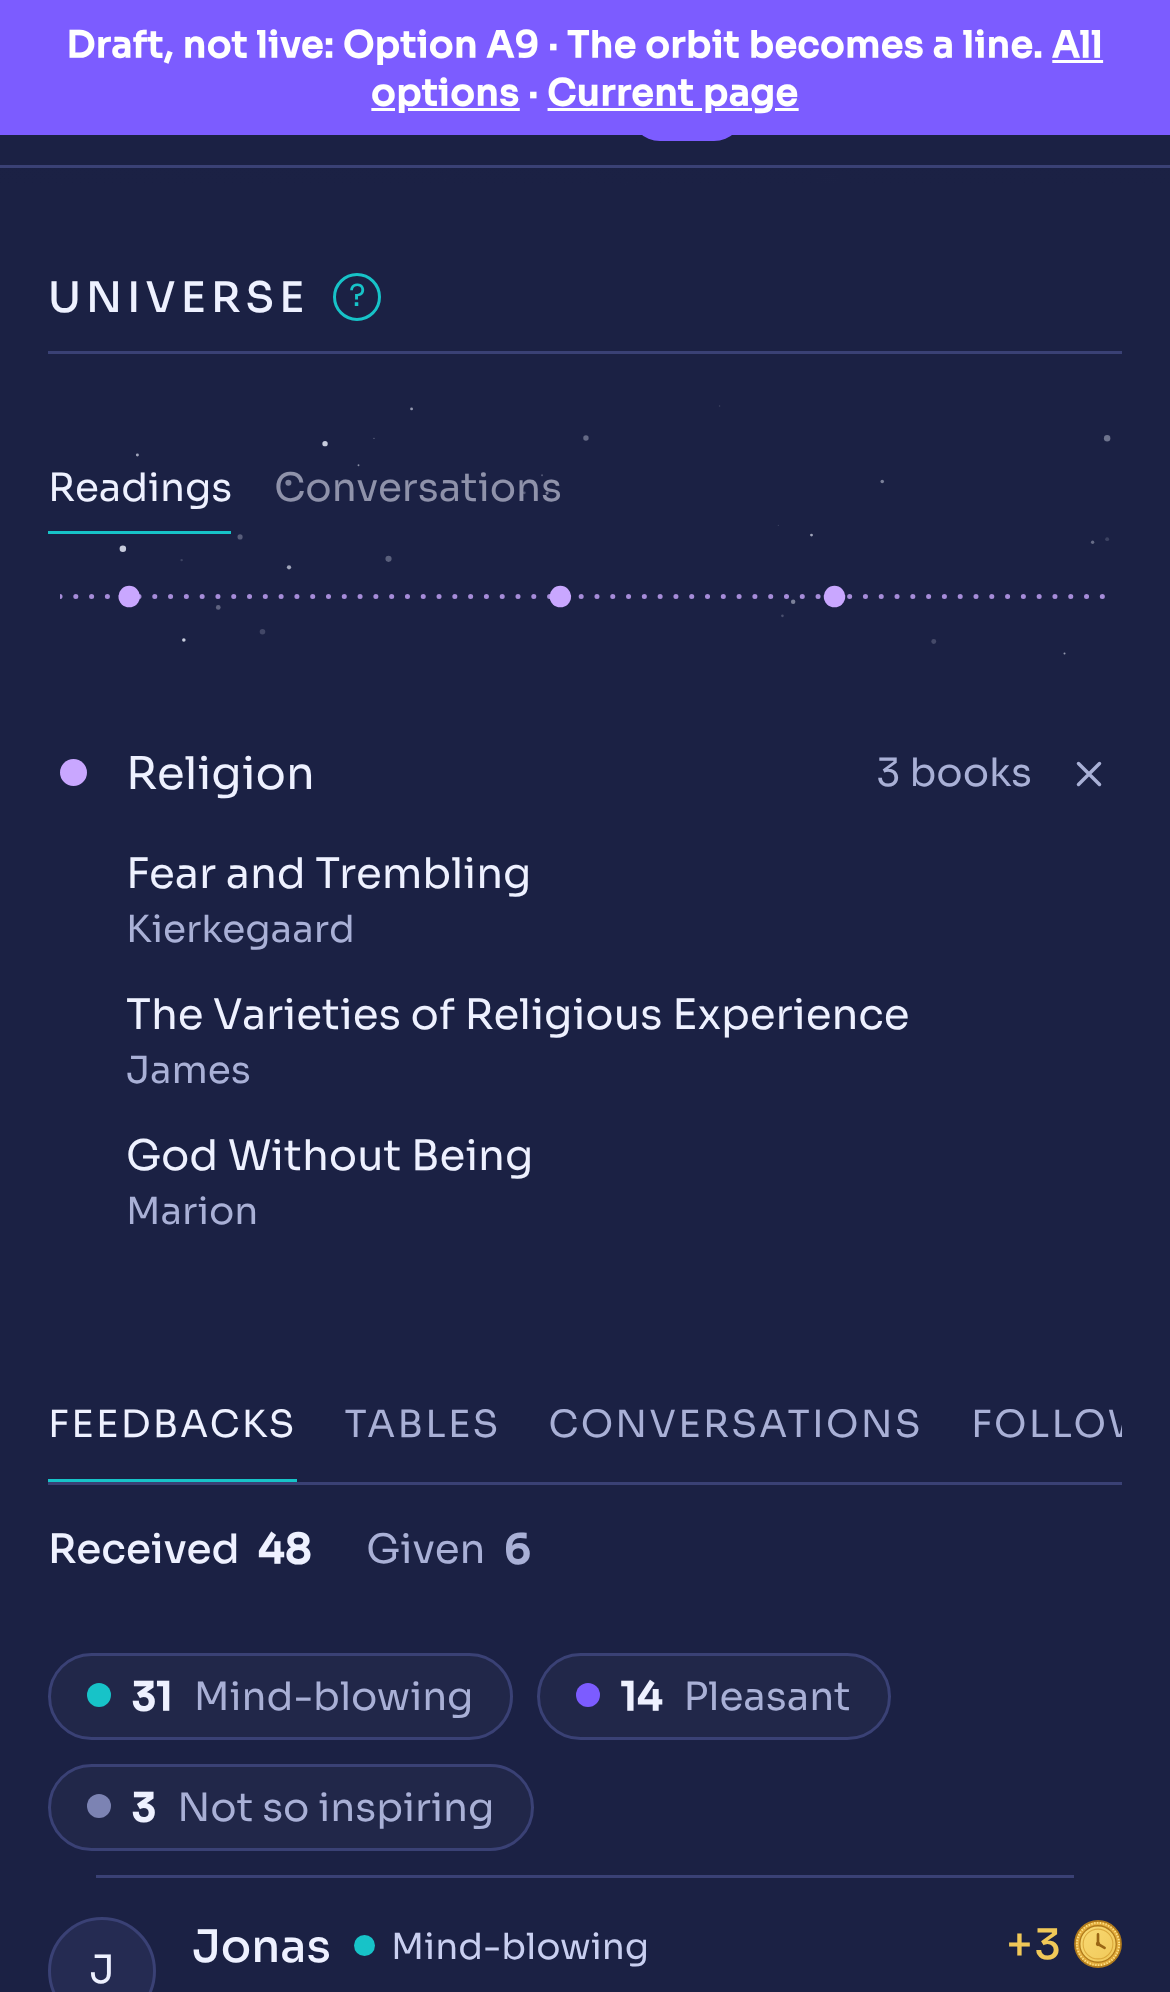 Draft, not live: Option A9 · The orbit becomes a line. All
options · Current page
UNIVERSE ?
Readings Conversations
Religion 3 books ×
Fear and Trembling
Kierkegaard
The Varieties of Religious Experience
James
God Without Being
Marion
FEEDBACKS TABLES CONVERSATIONS FOLLOW
Received 48 Given 6
31 Mind-blowing 14 Pleasant
3 Not so inspiring
J Jonas Mind-blowing +3